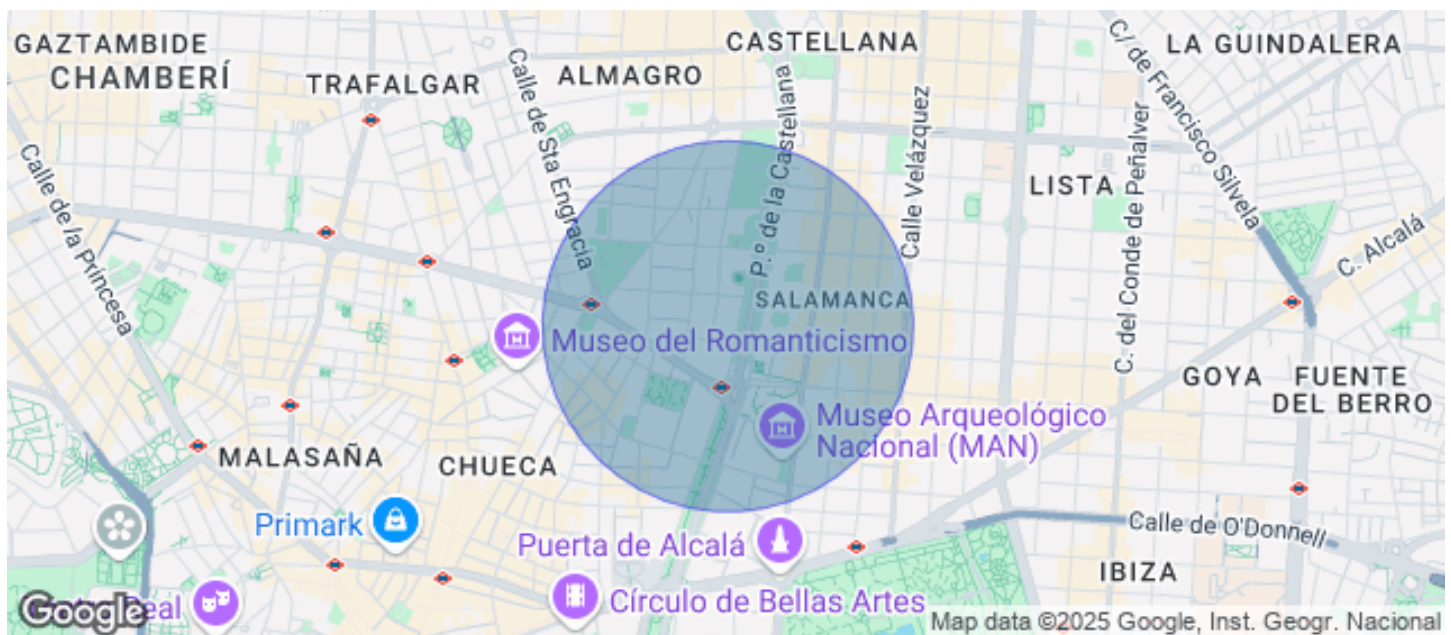 GAZTAMBIDE
CHAMBERÍ
TRAFALGAR
ALMAGRO
CASTELLANA
LA GUINDALERA
Calle de Sta Engracia
P.º de la Castellana
Calle Velázquez
C. del Conde de Peñalver
C/ de Francisco Silvela
Calle de la Princesa
LISTA
C. Alcalá
SALAMANCA
Museo del Romanticismo
GOYA
FUENTE
DEL BERRO
Museo Arqueológico
Nacional (MAN)
MALASAÑA
CHUECA
Primark
Puerta de Alcalá
Calle de O'Donnell
IBIZA
Círculo de Bellas Artes
Real
Google
Map data ©2025 Google, Inst. Geogr. Nacional